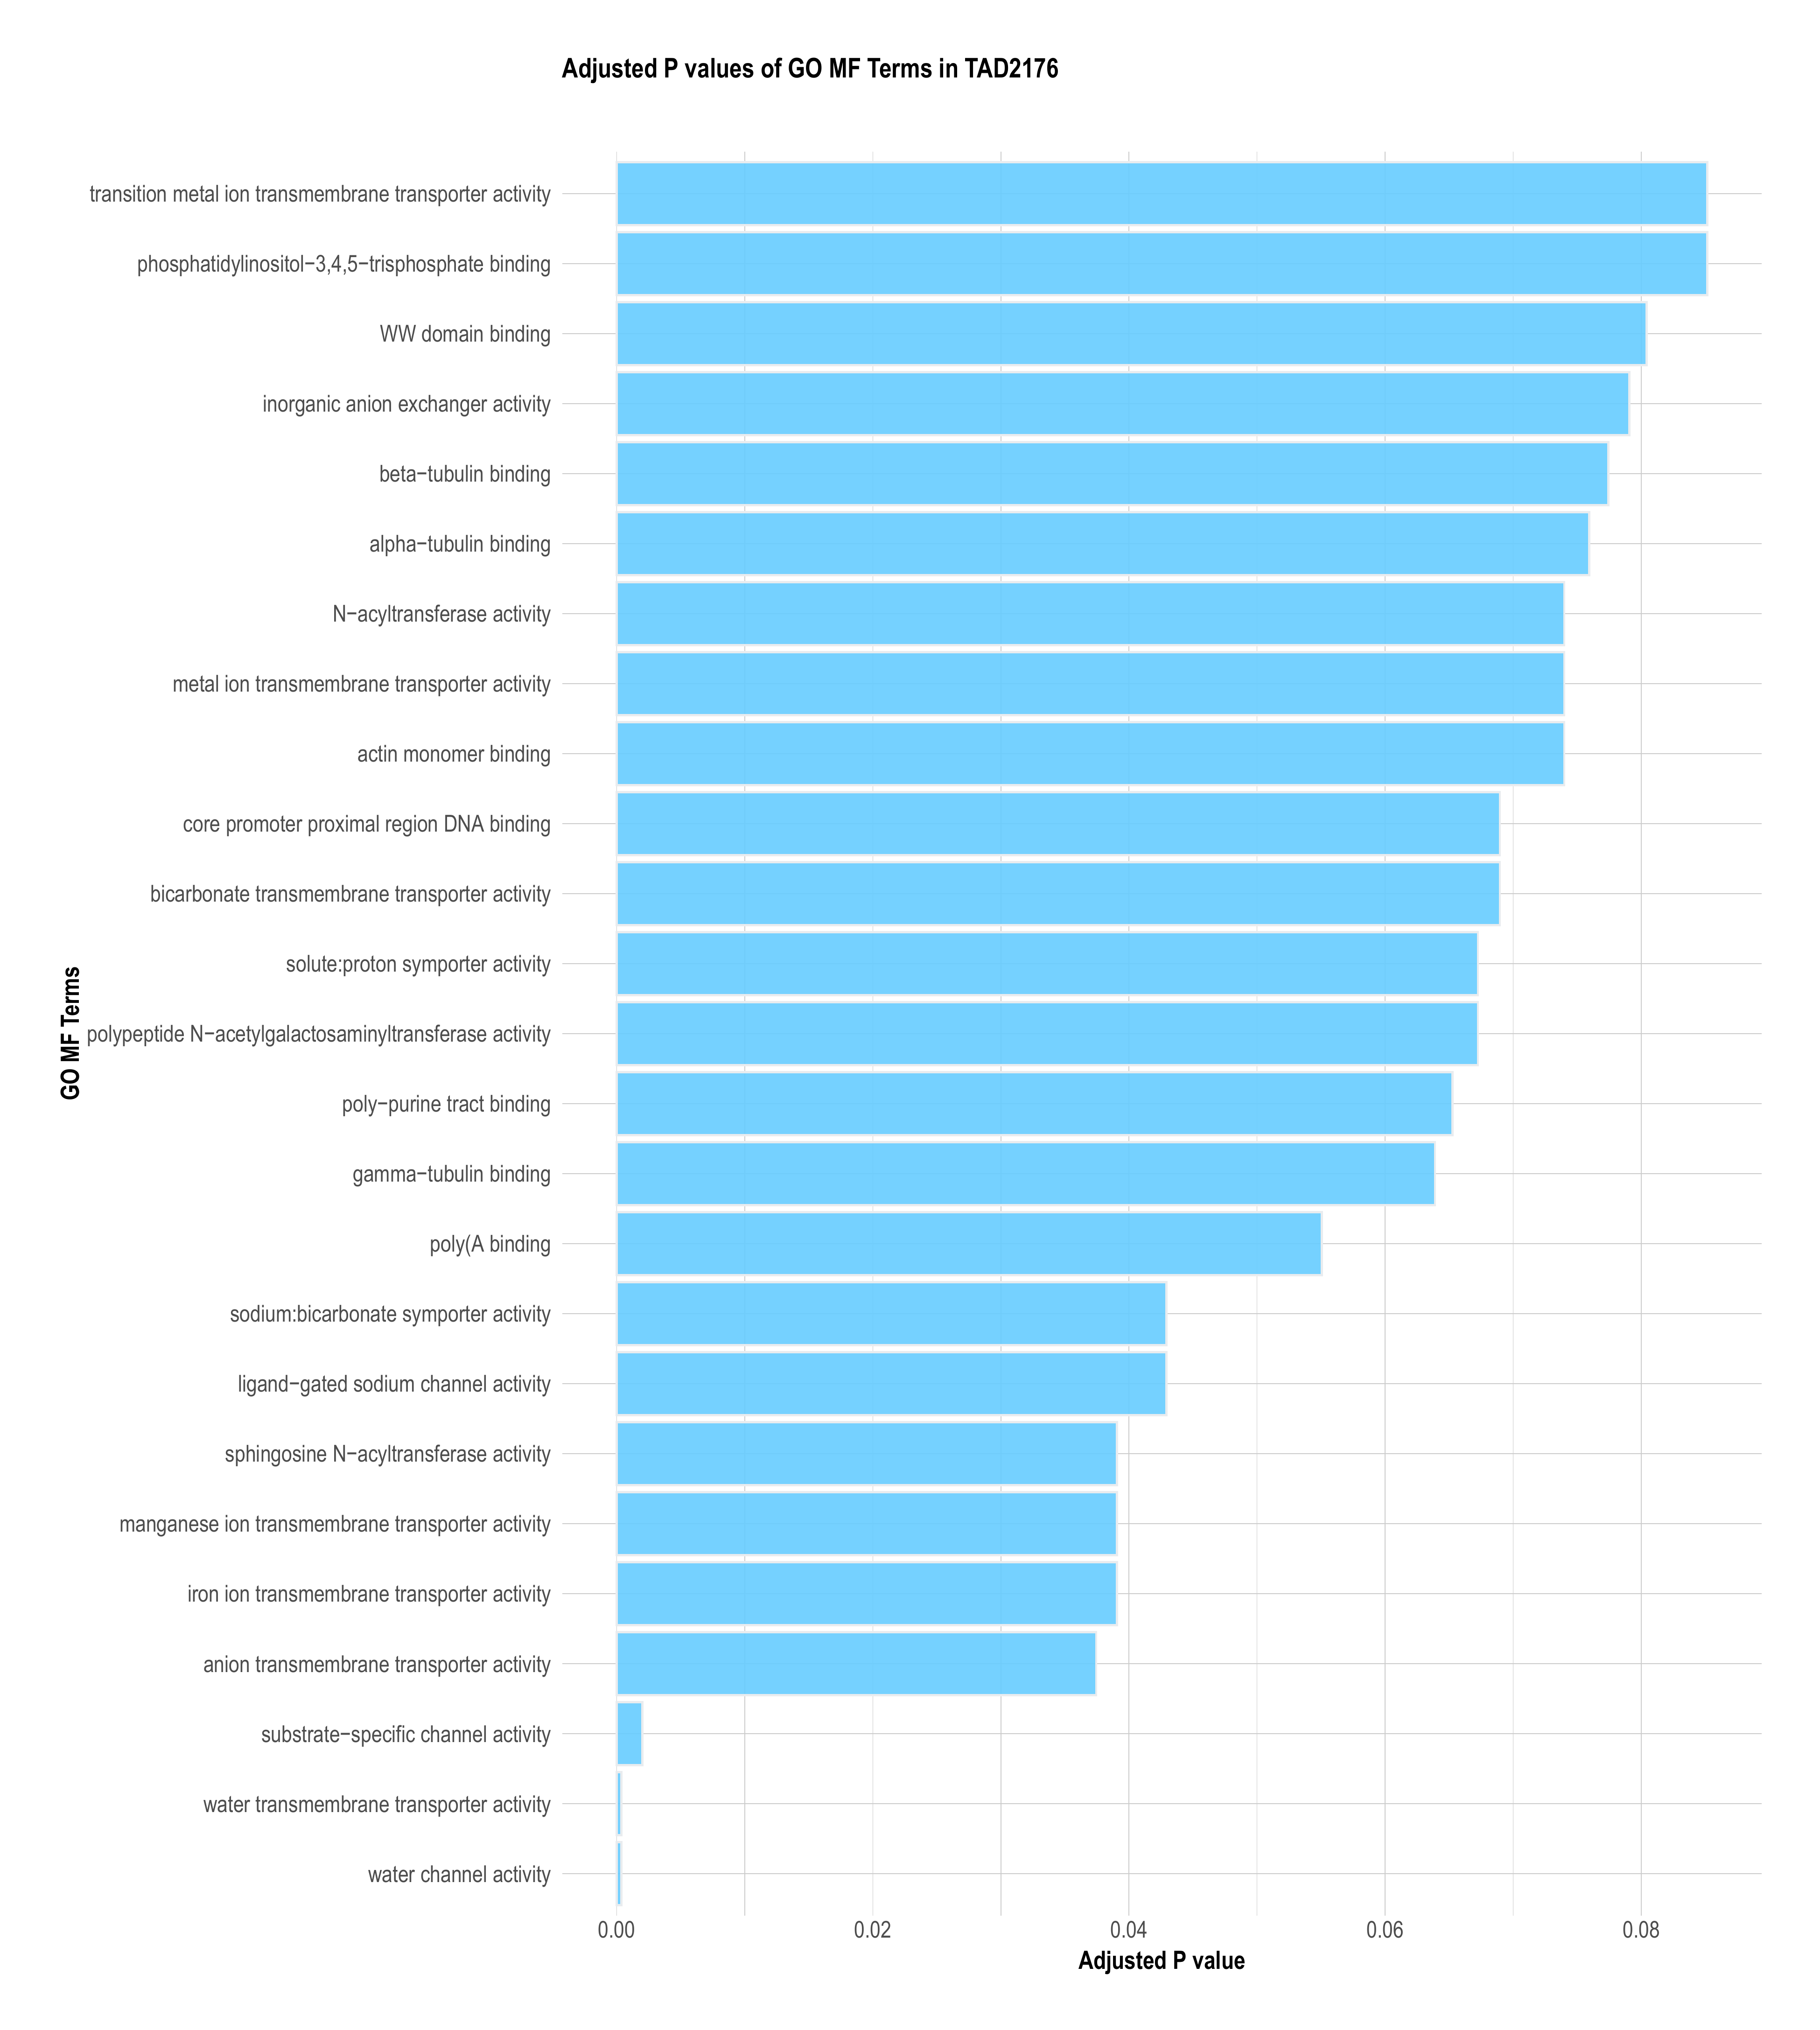 Adjusted P values of GO MF Terms in TAD2176
transition metal ion transmembrane transporter activity
phosphatidylinositol−3,4,5−trisphosphate binding
WW domain binding
inorganic anion exchanger activity
beta−tubulin binding
alpha−tubulin binding
N−acyltransferase activity
metal ion transmembrane transporter activity
actin monomer binding
core promoter proximal region DNA binding
bicarbonate transmembrane transporter activity
solute:proton symporter activity
polypeptide N−acetylgalactosaminyltransferase activity
poly−purine tract binding
gamma−tubulin binding
poly(A binding
sodium:bicarbonate symporter activity
ligand−gated sodium channel activity
sphingosine N−acyltransferase activity
manganese ion transmembrane transporter activity
iron ion transmembrane transporter activity
anion transmembrane transporter activity
substrate−specific channel activity
water transmembrane transporter activity
water channel activity
GO MF Terms
0.00 0.02 0.04 0.06 0.08
Adjusted P value